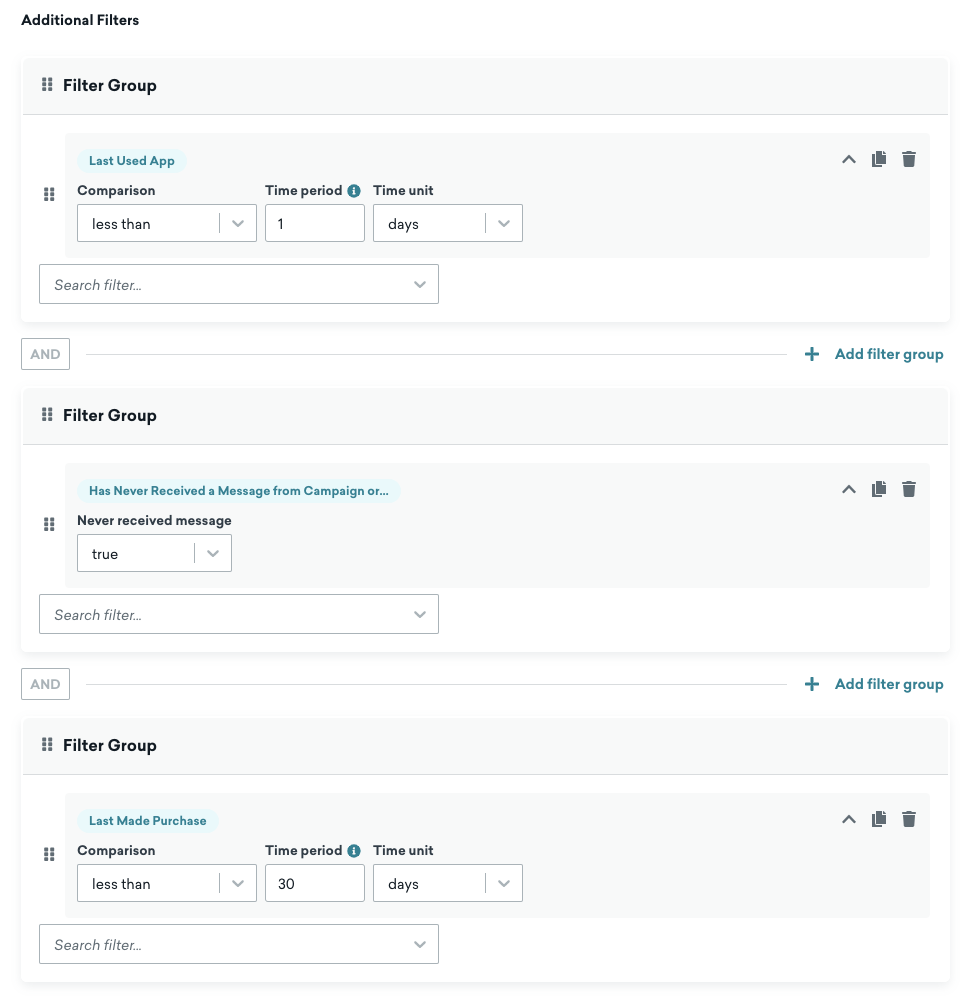 Additional Filters
Filter Group
Last Used App
Comparison Time period Time unit
less than 1 days
Search filter...
AND Add filter group
Filter Group
Has Never Received a Message from Campaign or...
Never received message
true
Search filter...
AND Add filter group
Filter Group
Last Made Purchase
Comparison Time period Time unit
less than 30 days
Search filter...